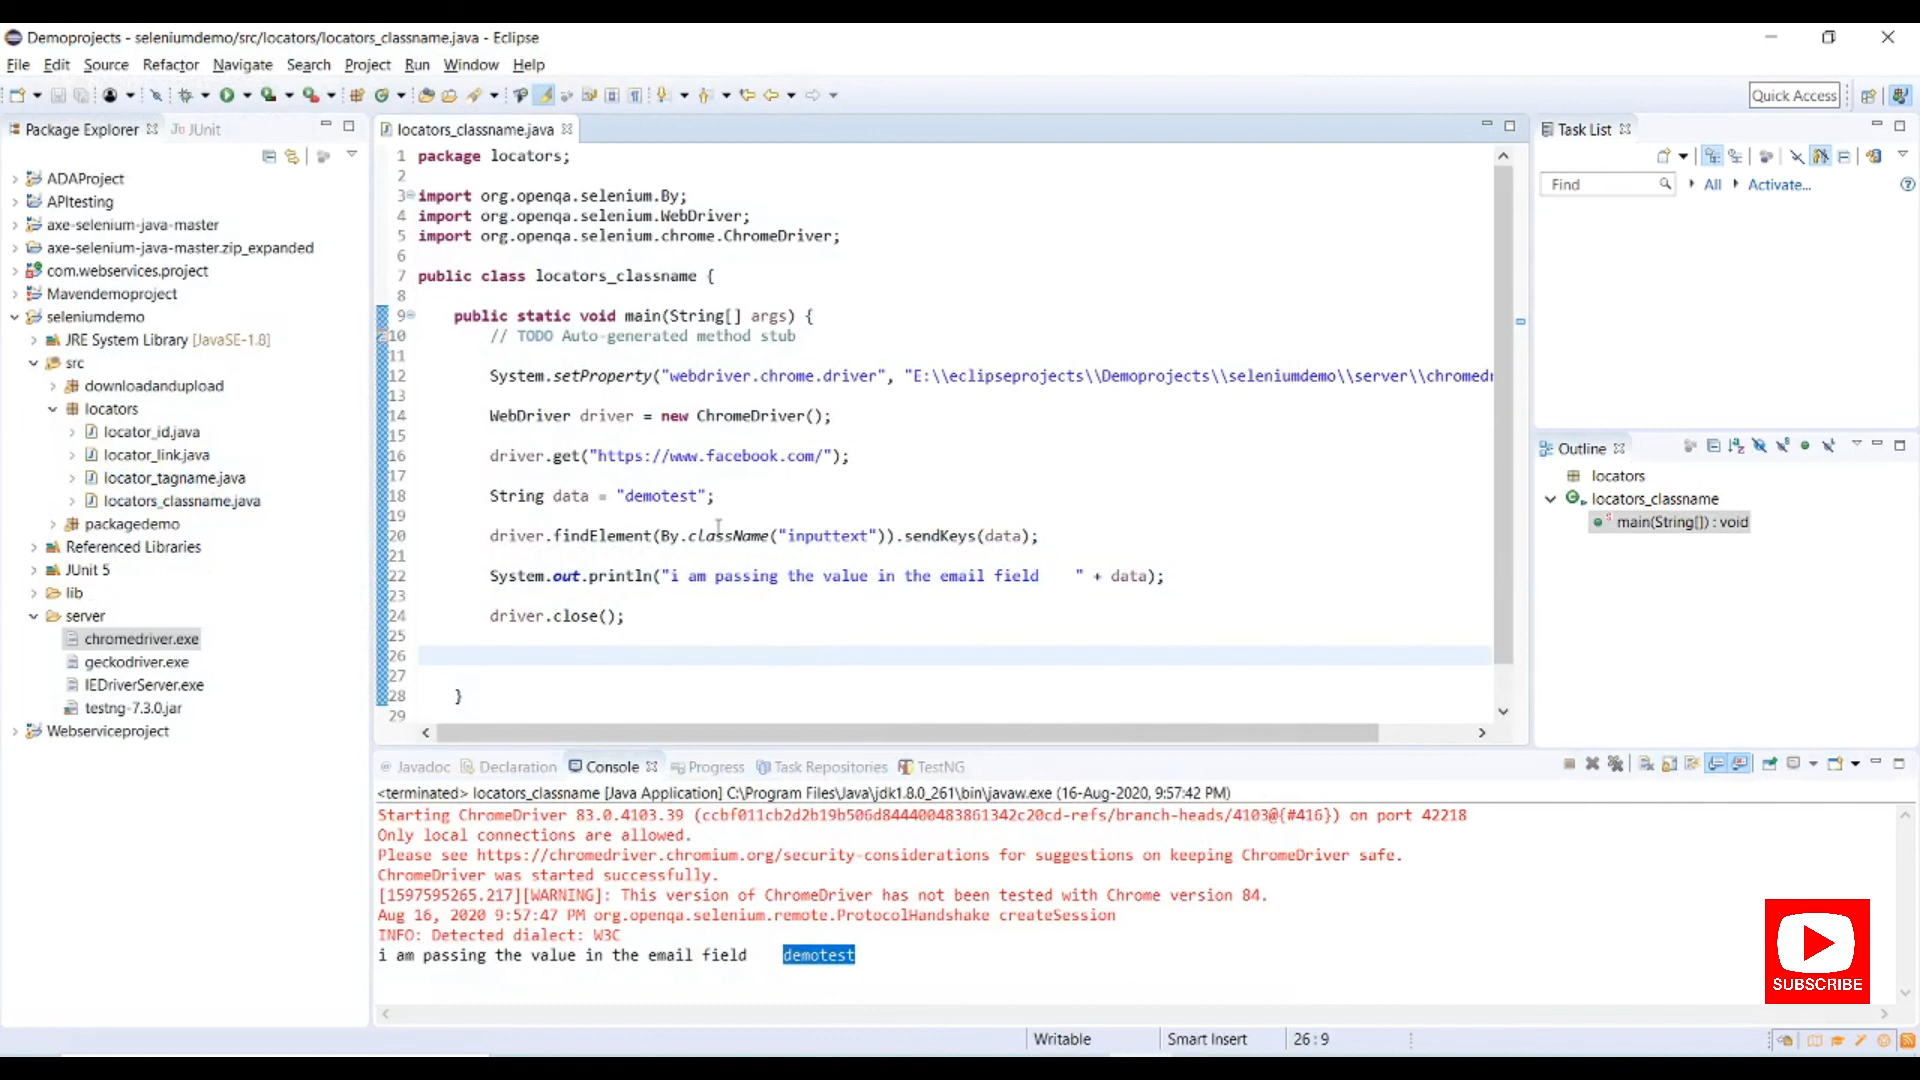 Demoprojects - seleniumdemo/src/locators/locators_classname.java - Eclipse
File Edit Source Refactor Navigate Search Project Run Window Help
Quick Access
Package Explorer
JUnit
ADAProject
APItesting
axe-selenium-java-master
axe-selenium-java-master.zip_expanded
com.webservices.project
Mavendemoproject
seleniumdemo
JRE System Library [JavaSE-1.8]
src
downloadandupload
locators
locator_id.java
locator_link.java
locator_tagname.java
locators_classname.java
packagedemo
Referenced Libraries
JUnit 5
lib
server
chromedriver.exe
geckodriver.exe
IEDriverServer.exe
testng-7.3.0.jar
Webserviceproject
locators_classname.java
1 package locators;
2
3 import org.openqa.selenium.By;
4 import org.openqa.selenium.WebDriver;
5 import org.openqa.selenium.chrome.ChromeDriver;
6
7 public class locators_classname {
8
9 public static void main(String[] args) {
10 // TODO Auto-generated method stub
11
12 System.setProperty("webdriver.chrome.driver", "E:\\eclipseprojects\\Demoprojects\\seleniumdemo\\server\\chromedr
13
14 WebDriver driver = new ChromeDriver();
15
16 driver.get("https://www.facebook.com/");
17
18 String data = "demotest";
19
20 driver.findElement(By.className("inputtext")).sendKeys(data);
21
22 System.out.println("i am passing the value in the email field    " + data);
23
24 driver.close();
25
26
27
28 }
29
Task List
Find
All
Activate...
Outline
locators
locators_classname
main(String[]) : void
Javadoc Declaration Console Progress Task Repositories TestNG
<terminated> locators_classname [Java Application] C:\Program Files\Java\jdk1.8.0_261\bin\javaw.exe (16-Aug-2020, 9:57:42 PM)
Starting ChromeDriver 83.0.4103.39 (ccbf011cb2d2b19b506d844400483861342c20cd-refs/branch-heads/4103@{#416}) on port 42218
Only local connections are allowed.
Please see https://chromedriver.chromium.org/security-considerations for suggestions on keeping ChromeDriver safe.
ChromeDriver was started successfully.
[1597595265.217][WARNING]: This version of ChromeDriver has not been tested with Chrome version 84.
Aug 16, 2020 9:57:47 PM org.openqa.selenium.remote.ProtocolHandshake createSession
INFO: Detected dialect: W3C
i am passing the value in the email field    demotest
SUBSCRIBE
Writable
Smart Insert
26 : 9